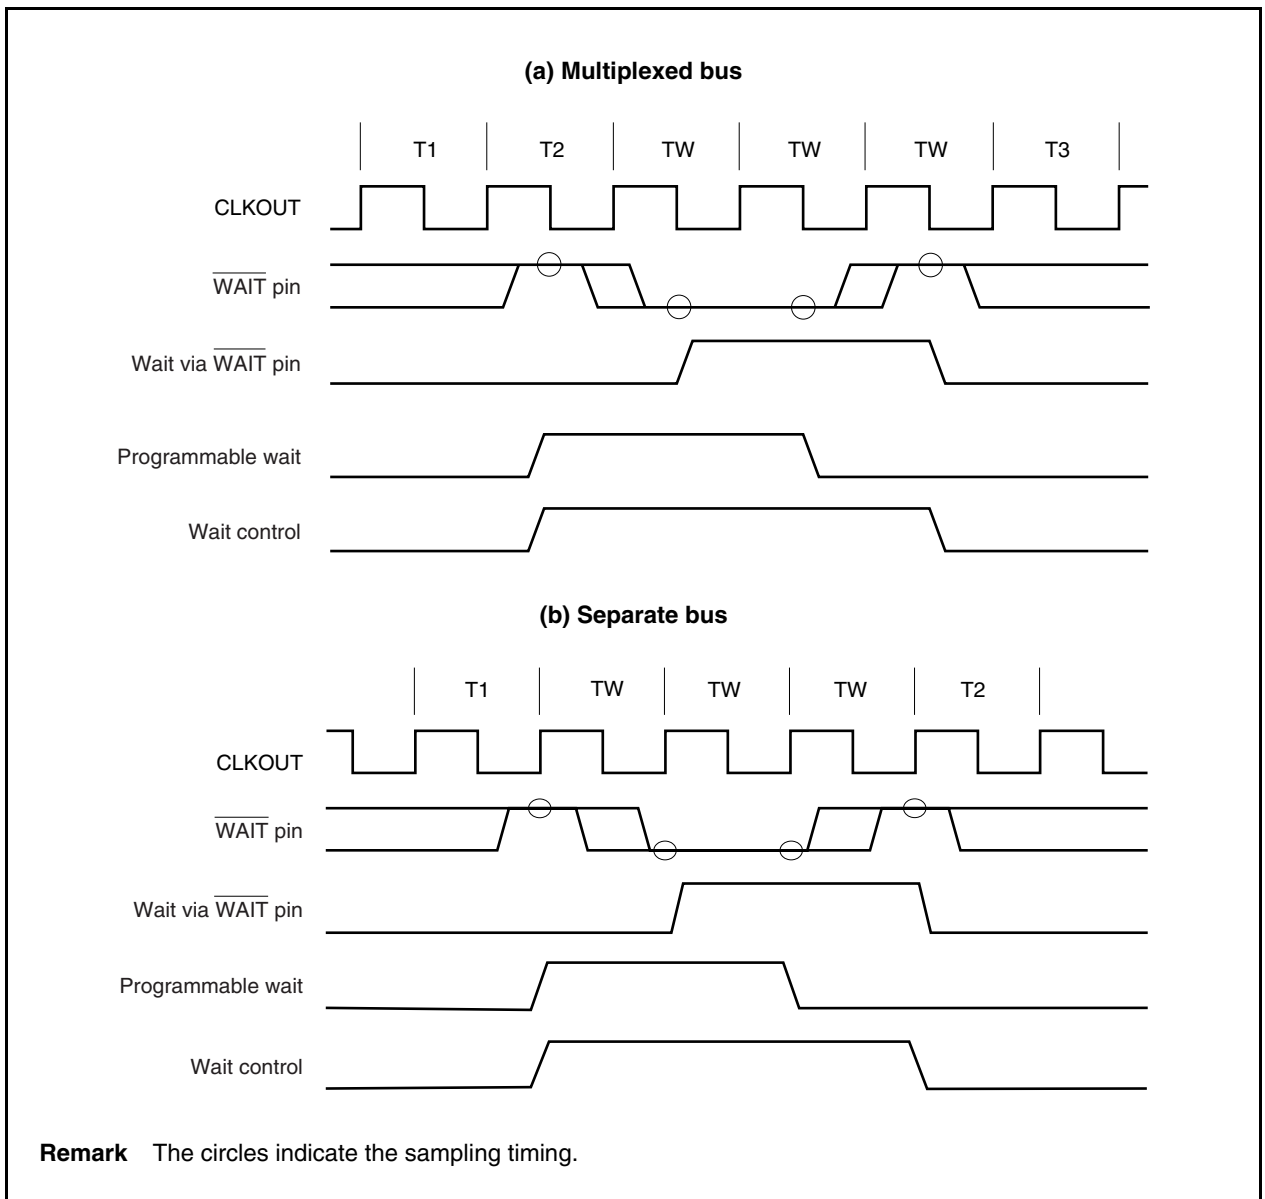 (a) Multiplexed bus
T1 T2 TW TW TW T3
CLKOUT
WAIT pin
Wait via WAIT pin
Programmable wait
Wait control
(b) Separate bus
T1 TW TW TW T2
CLKOUT
WAIT pin
Wait via WAIT pin
Programmable wait
Wait control
Remark The circles indicate the sampling timing.